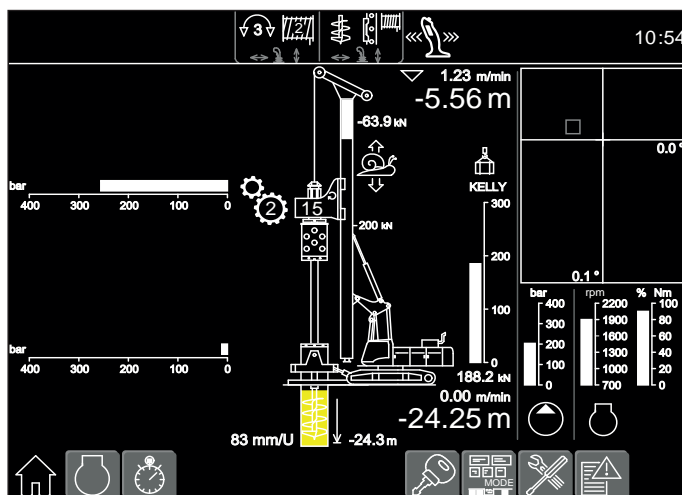 3 2 10:54
1.23 m/min
-5.56 m
-63.9 kN
0.0°
bar
400 300 200 100 0
2 15
KELLY
300
200 kN
200
100
0
0.1°
bar rpm % Nm
400 2200 100
300 1900 80
200 1600 60
1300 40
100 1000 20
0 700 0
bar
400 300 200 100 0
188.2 kN
0.00 m/min
-24.25 m
83 mm/U -24.3 m
MODE